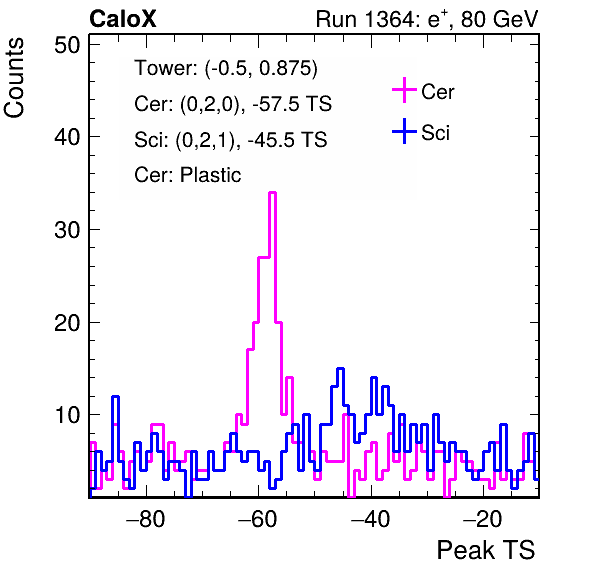 CaloX Run 1364: e⁺, 80 GeV
Counts
50
40
30
20
10
Tower: (-0.5, 0.875)
Cer: (0,2,0), -57.5 TS
Sci: (0,2,1), -45.5 TS
Cer: Plastic
Cer
Sci
−80 −60 −40 −20
Peak TS